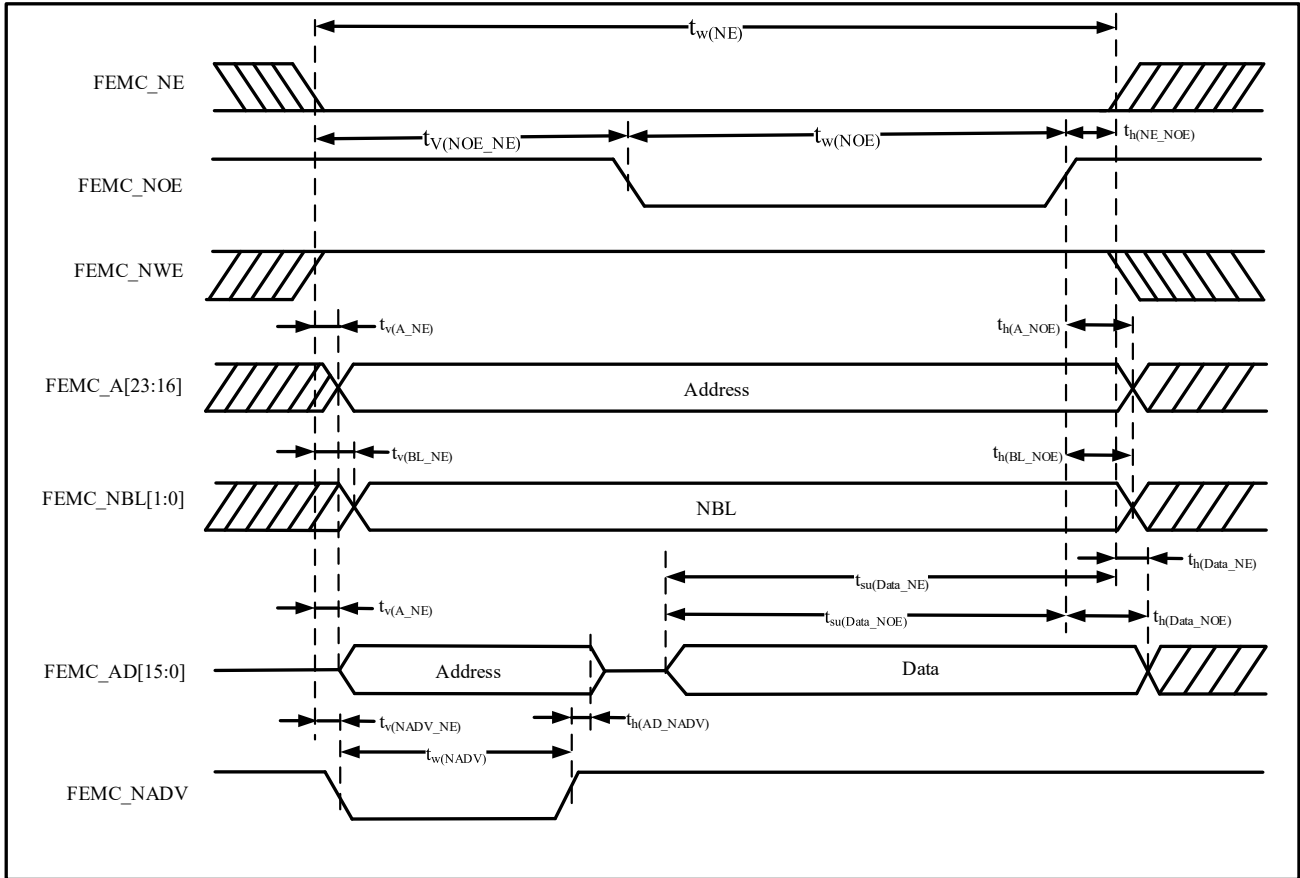 tw(NE)
FEMC_NE
tV(NOE_NE)
tw(NOE)
th(NE_NOE)
FEMC_NOE
FEMC_NWE
tv(A_NE)
th(A_NOE)
FEMC_A[23:16]
Address
tv(BL_NE)
th(BL_NOE)
FEMC_NBL[1:0]
NBL
th(Data_NE)
tsu(Data_NE)
tv(A_NE)
tsu(Data_NOE)
th(Data_NOE)
FEMC_AD[15:0]
Address
Data
tv(NADV_NE)
th(AD_NADV)
tw(NADV)
FEMC_NADV